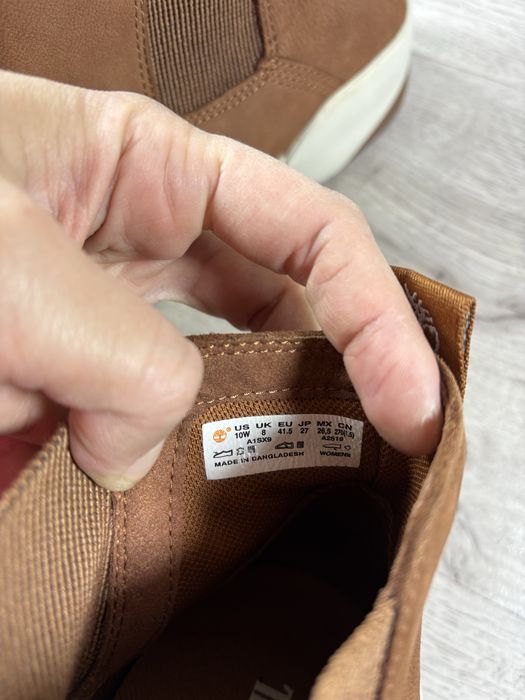 US UK EU JP MX CN
10W 8 41.5 27 26,5 270(1.5)
A1SX9 A2519
MADE IN BANGLADESH WOMENS